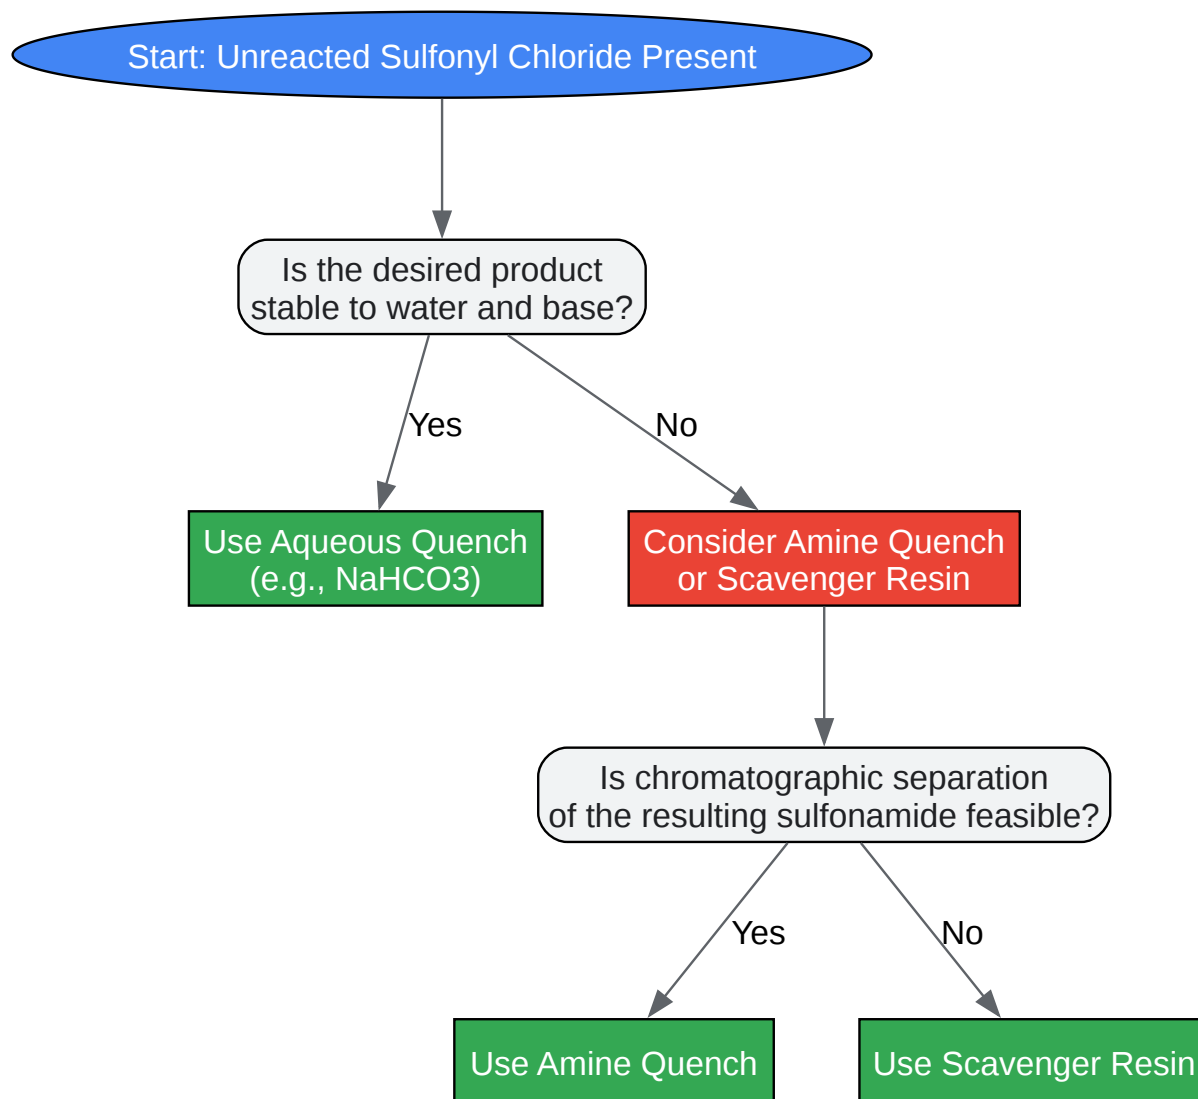 Start: Unreacted Sulfonyl Chloride Present
Is the desired product
stable to water and base?
Yes
No
Use Aqueous Quench
(e.g., NaHCO3)
Consider Amine Quench
or Scavenger Resin
Is chromatographic separation
of the resulting sulfonamide feasible?
Yes
No
Use Amine Quench
Use Scavenger Resin